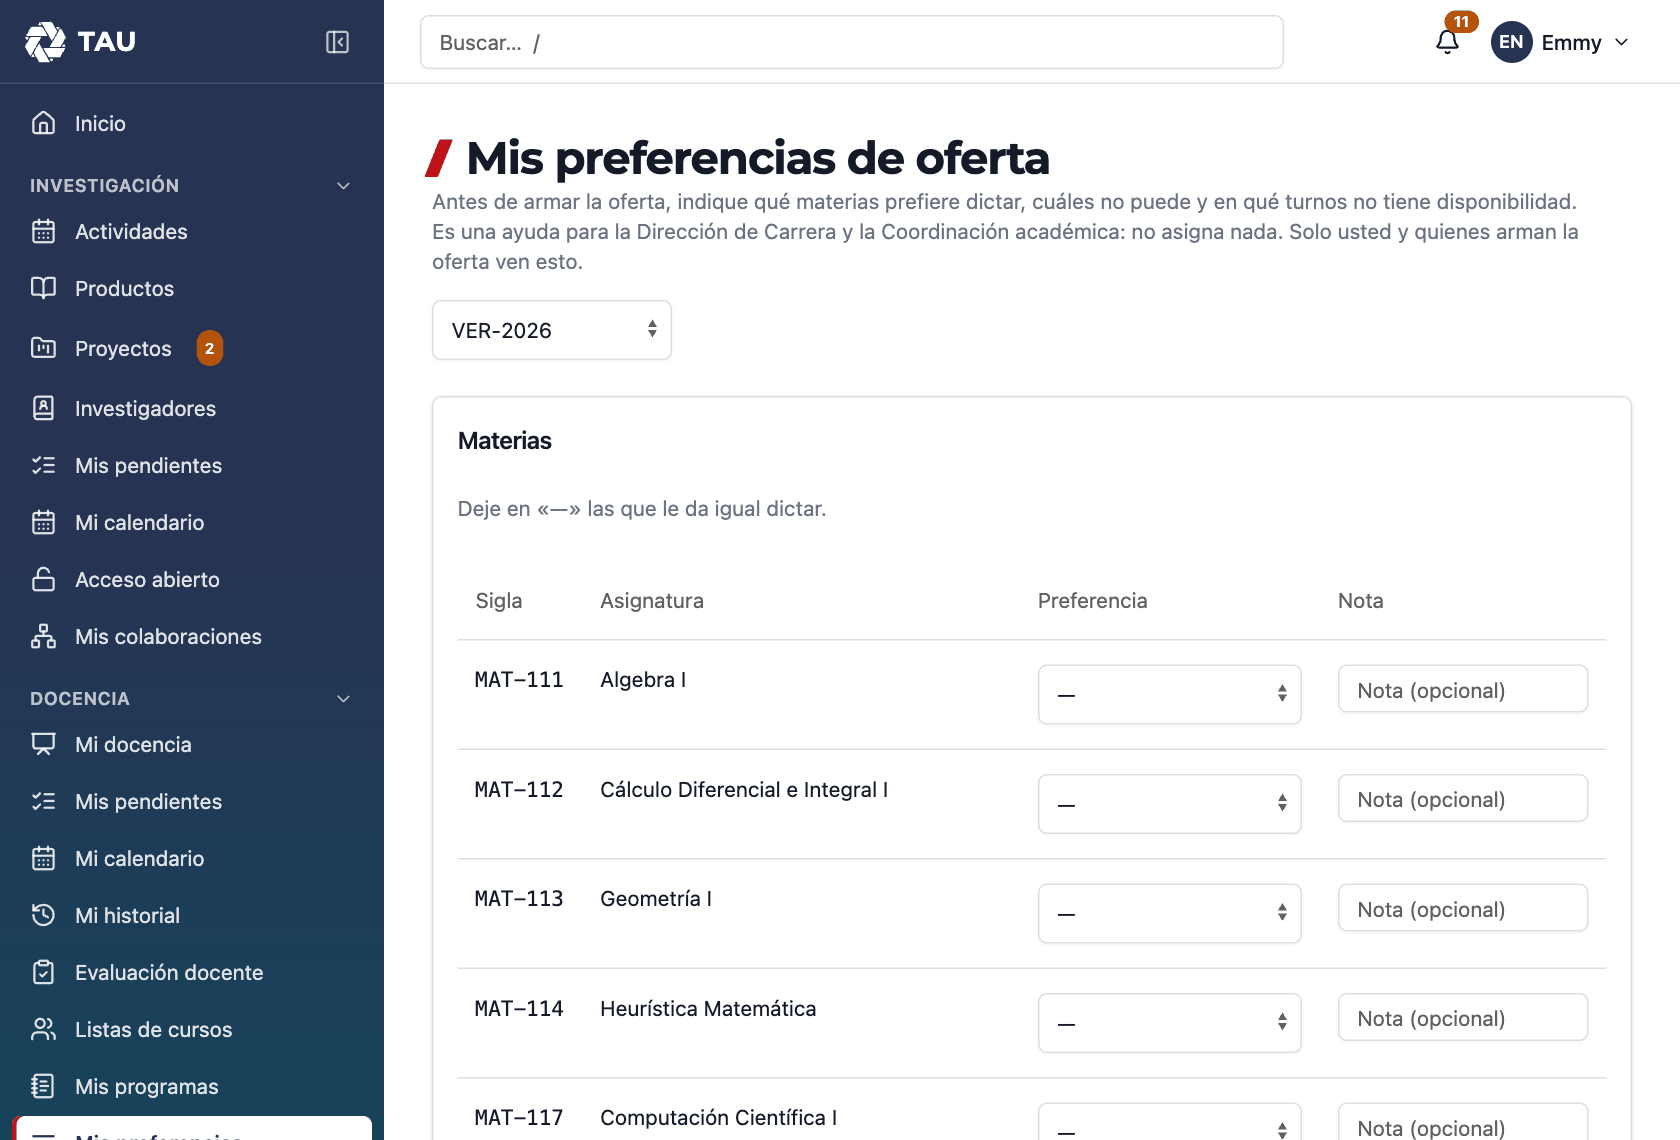 TAU
Buscar... /
11
EN
Emmy
Inicio
INVESTIGACIÓN
Actividades
Productos
Proyectos 2
Investigadores
Mis pendientes
Mi calendario
Acceso abierto
Mis colaboraciones
DOCENCIA
Mi docencia
Mis pendientes
Mi calendario
Mi historial
Evaluación docente
Listas de cursos
Mis programas
Mis preferencias
Mis preferencias de oferta
Antes de armar la oferta, indique qué materias prefiere dictar, cuáles no puede y en qué turnos no tiene disponibilidad.
Es una ayuda para la Dirección de Carrera y la Coordinación académica: no asigna nada. Solo usted y quienes arman la
oferta ven esto.
VER-2026
Materias
Deje en «—» las que le da igual dictar.
Sigla Asignatura Preferencia Nota
MAT-111 Algebra I — Nota (opcional)
MAT-112 Cálculo Diferencial e Integral I — Nota (opcional)
MAT-113 Geometría I — Nota (opcional)
MAT-114 Heurística Matemática — Nota (opcional)
MAT-117 Computación Científica I — Nota (opcional)